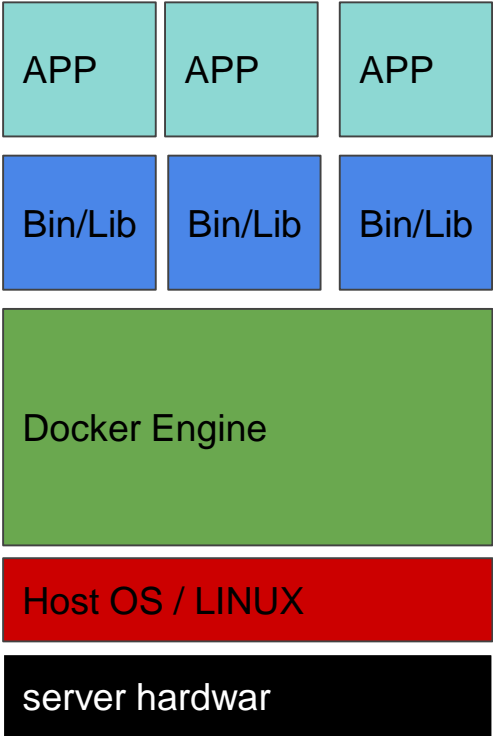 APP APP APP
Bin/Lib Bin/Lib Bin/Lib
Docker Engine
Host OS / LINUX
server hardwar